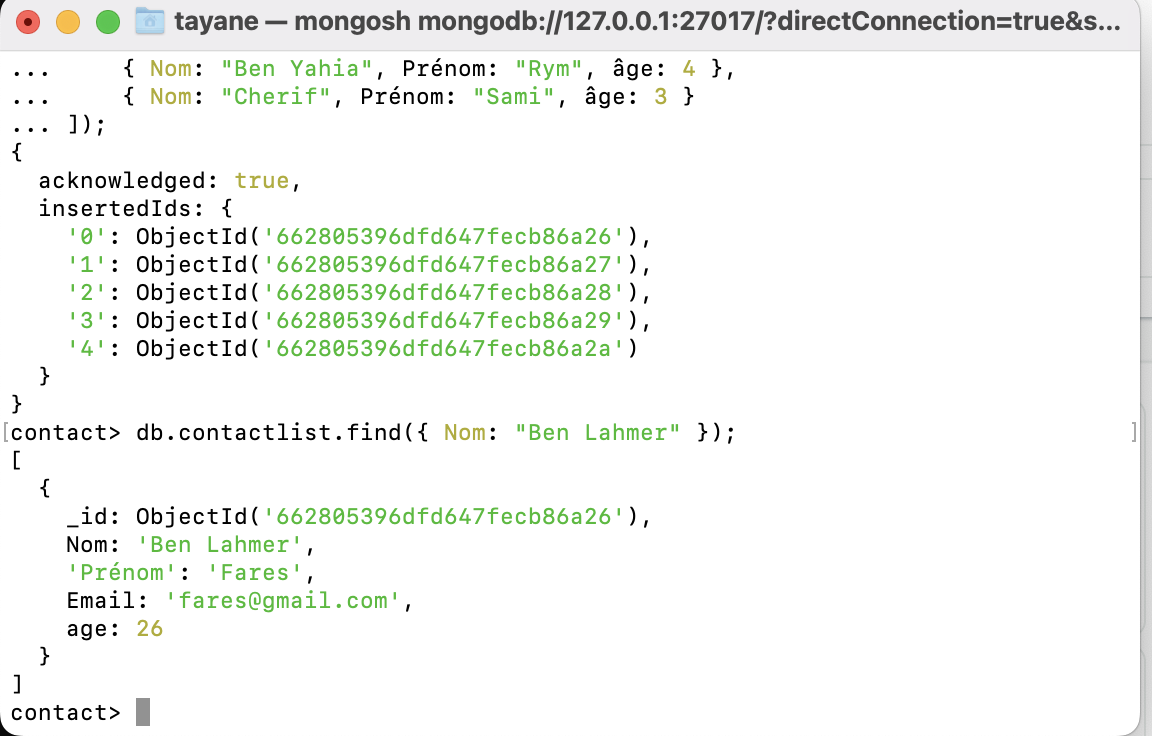 tayane — mongosh mongodb://127.0.0.1:27017/?directConnection=true&s...
...     { Nom: "Ben Yahia", Prénom: "Rym", âge: 4 },
...     { Nom: "Cherif", Prénom: "Sami", âge: 3 }
... ]);
{
  acknowledged: true,
  insertedIds: {
    '0': ObjectId('662805396dfd647fecb86a26'),
    '1': ObjectId('662805396dfd647fecb86a27'),
    '2': ObjectId('662805396dfd647fecb86a28'),
    '3': ObjectId('662805396dfd647fecb86a29'),
    '4': ObjectId('662805396dfd647fecb86a2a')
  }
}
[contact> db.contactlist.find({ Nom: "Ben Lahmer" }); ]
[
  {
    _id: ObjectId('662805396dfd647fecb86a26'),
    Nom: 'Ben Lahmer',
    'Prénom': 'Fares',
    Email: 'fares@gmail.com',
    age: 26
  }
]
contact>